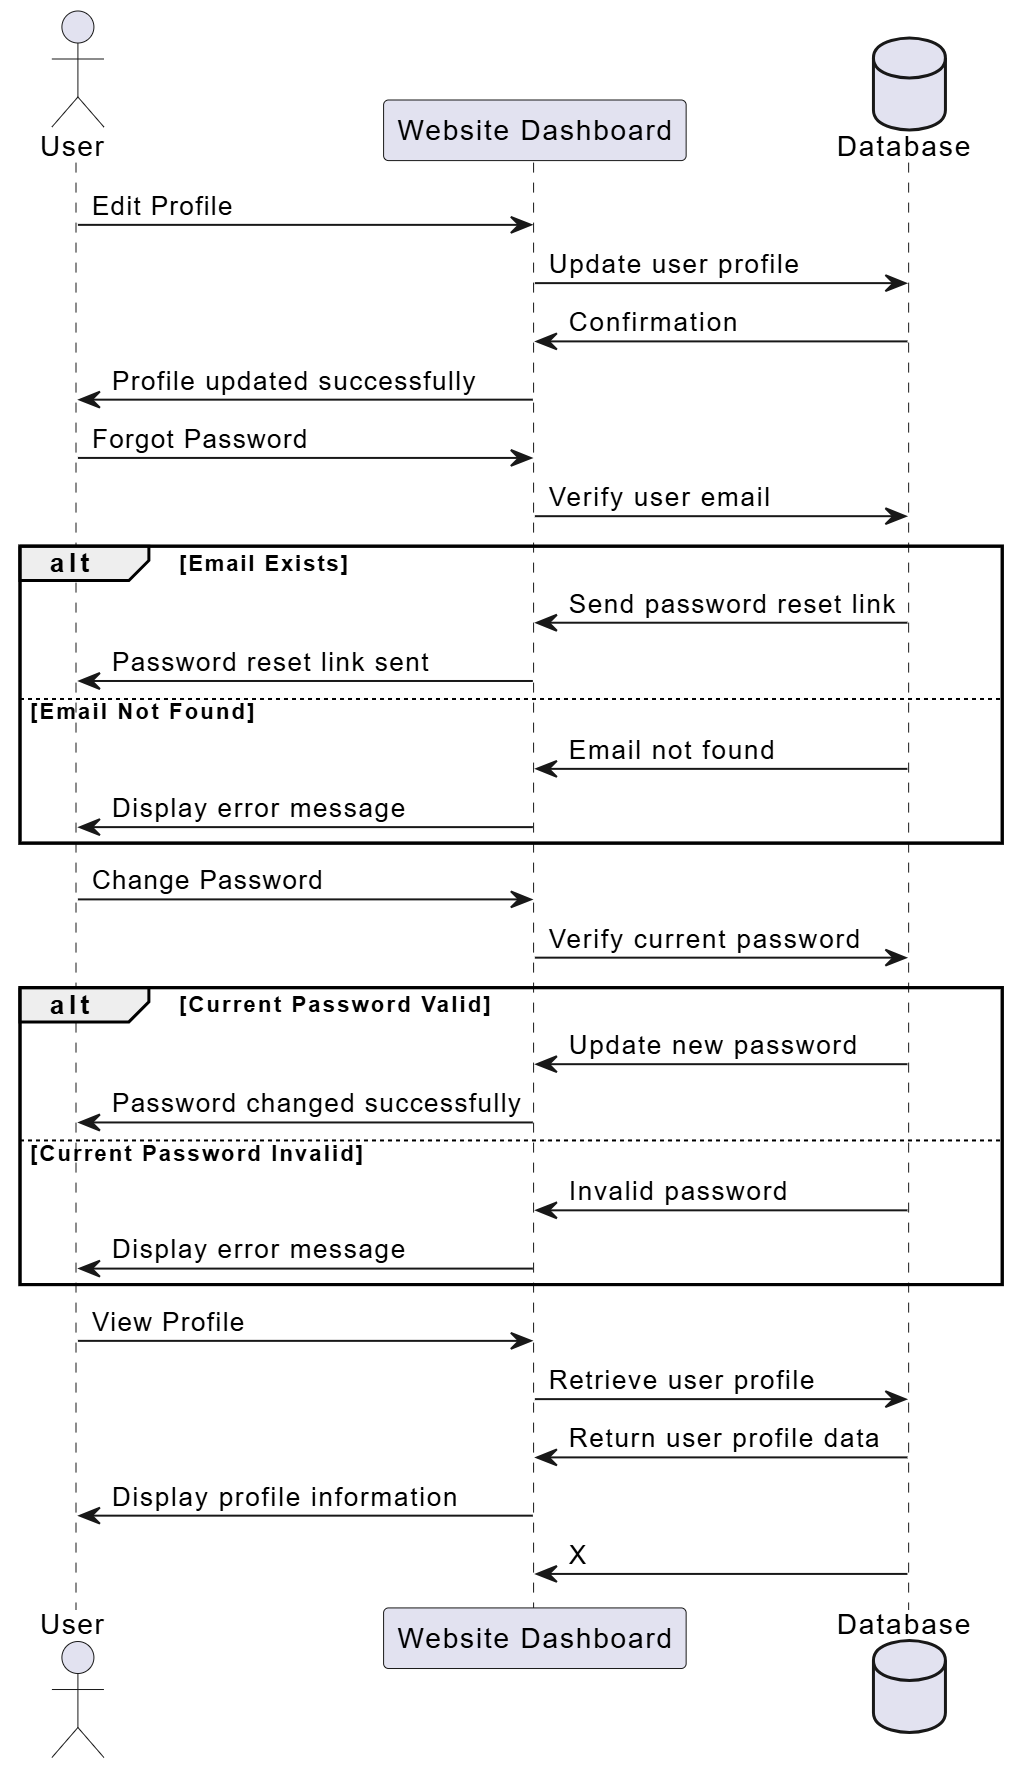 User
Website Dashboard
Database
Edit Profile
Update user profile
Confirmation
Profile updated successfully
Forgot Password
Verify user email
alt [Email Exists]
Send password reset link
Password reset link sent
[Email Not Found]
Email not found
Display error message
Change Password
Verify current password
alt [Current Password Valid]
Update new password
Password changed successfully
[Current Password Invalid]
Invalid password
Display error message
View Profile
Retrieve user profile
Return user profile data
Display profile information
X
User
Website Dashboard
Database